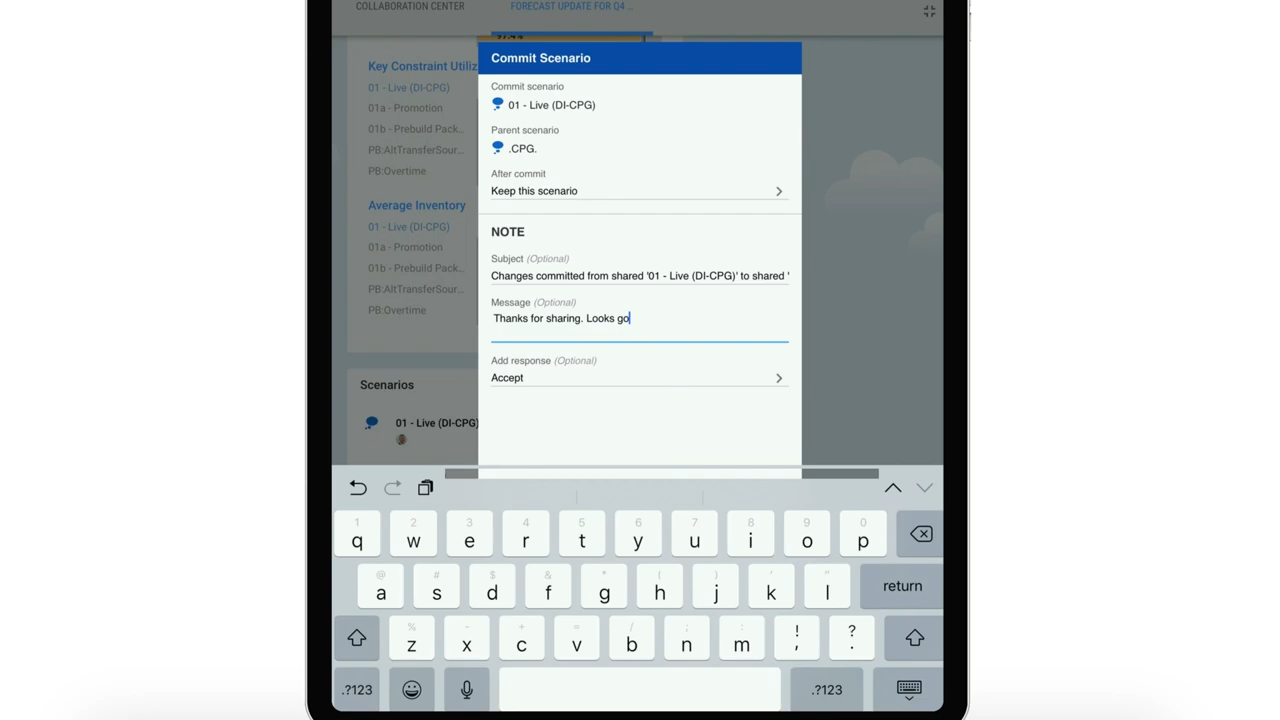 COLLABORATION CENTER
FORECAST UPDATE FOR Q4 ...
97.4%
Key Constraint Utiliz
01 - Live (DI-CPG)
01a - Promotion
01b - Prebuild Pack...
PB:AltTransferSour...
PB:Overtime
Average Inventory
01 - Live (DI-CPG)
01a - Promotion
01b - Prebuild Pack...
PB:AltTransferSour...
PB:Overtime
Scenarios
01 - Live (DI-CPG)
Commit Scenario
Commit scenario
01 - Live (DI-CPG)
Parent scenario
.CPG.
After commit
Keep this scenario
NOTE
Subject (Optional)
Changes committed from shared '01 - Live (DI-CPG)' to shared '
Message (Optional)
Thanks for sharing. Looks go
Add response (Optional)
Accept
1 2 3 4 5 6 7 8 9 0
q w e r t y u i o p
@ # $ & * ( ) ' "
a s d f g h j k l return
% - + = / ; : ! ?
z x c v b n m , .
.?123 .?123